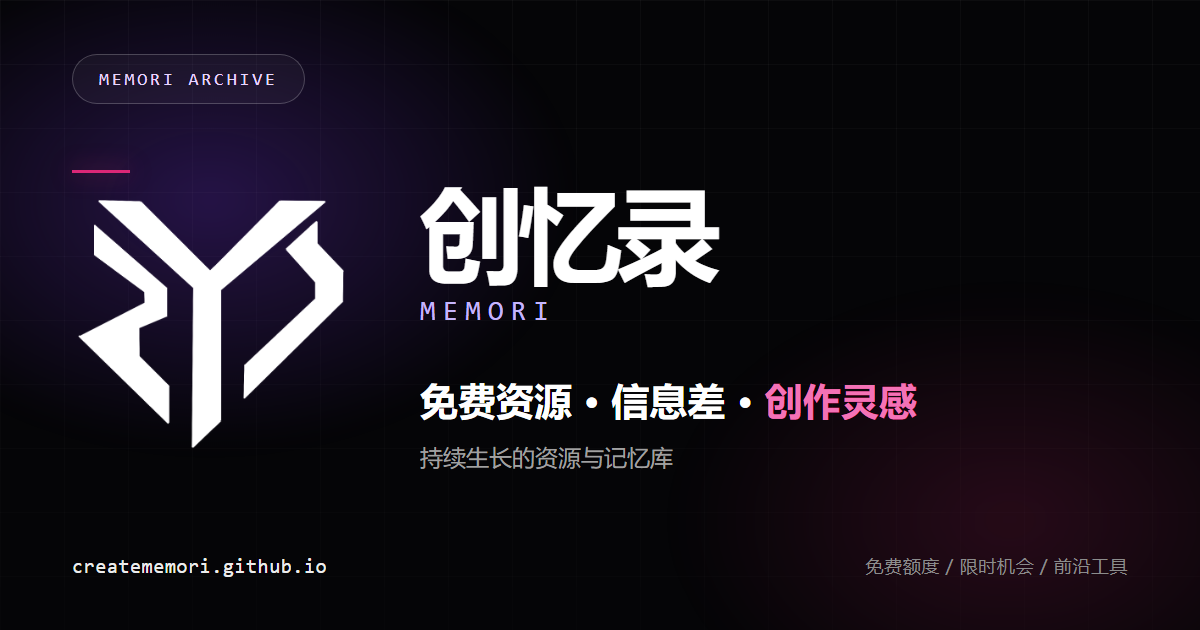 MEMORI ARCHIVE
创忆录
MEMORI
免费资源·信息差·创作灵感
持续生长的资源与记忆库
creatememori.github.io
免费额度 / 限时机会 / 前沿工具